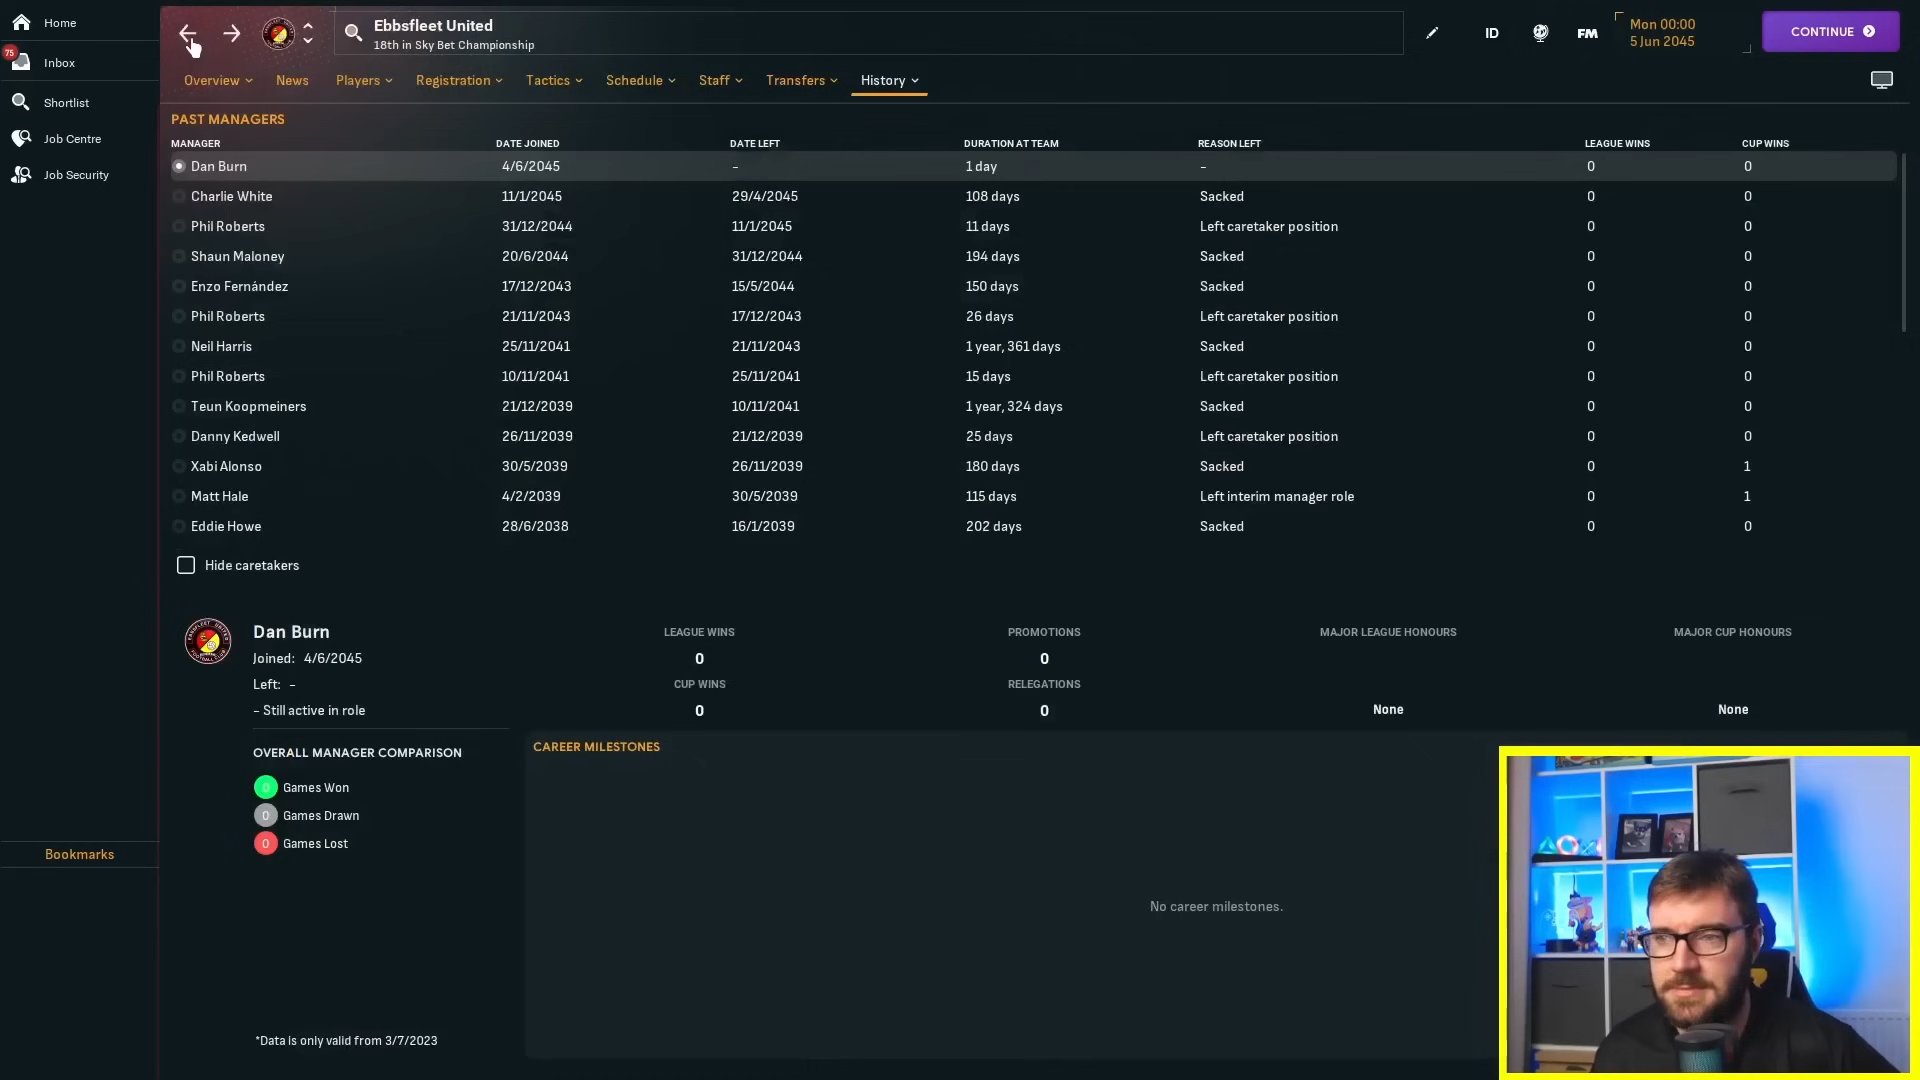 Home
75
Inbox
Shortlist
Job Centre
Job Security
Bookmarks
Ebbsfleet United
18th in Sky Bet Championship
ID
FM
Mon 00:00
5 Jun 2045
CONTINUE
Overview
News
Players
Registration
Tactics
Schedule
Staff
Transfers
History
PAST MANAGERS
MANAGER DATE JOINED DATE LEFT DURATION AT TEAM REASON LEFT LEAGUE WINS CUP WINS
Dan Burn 4/6/2045 - 1 day - 0 0
Charlie White 11/1/2045 29/4/2045 108 days Sacked 0 0
Phil Roberts 31/12/2044 11/1/2045 11 days Left caretaker position 0 0
Shaun Maloney 20/6/2044 31/12/2044 194 days Sacked 0 0
Enzo Fernández 17/12/2043 15/5/2044 150 days Sacked 0 0
Phil Roberts 21/11/2043 17/12/2043 26 days Left caretaker position 0 0
Neil Harris 25/11/2041 21/11/2043 1 year, 361 days Sacked 0 0
Phil Roberts 10/11/2041 25/11/2041 15 days Left caretaker position 0 0
Teun Koopmeiners 21/12/2039 10/11/2041 1 year, 324 days Sacked 0 0
Danny Kedwell 26/11/2039 21/12/2039 25 days Left caretaker position 0 0
Xabi Alonso 30/5/2039 26/11/2039 180 days Sacked 0 1
Matt Hale 4/2/2039 30/5/2039 115 days Left interim manager role 0 1
Eddie Howe 28/6/2038 16/1/2039 202 days Sacked 0 0
Hide caretakers
Dan Burn
Joined: 4/6/2045
Left: -
- Still active in role
LEAGUE WINS
0
CUP WINS
0
PROMOTIONS
0
RELEGATIONS
0
MAJOR LEAGUE HONOURS
None
MAJOR CUP HONOURS
None
OVERALL MANAGER COMPARISON
0 Games Won
0 Games Drawn
0 Games Lost
CAREER MILESTONES
No career milestones.
*Data is only valid from 3/7/2023